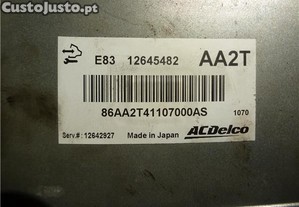 CustoJusto.pt
E83 12645482 AA2T
86AA2T41107000AS
1070
Serv.#: 12642927 Made in Japan ACDelco